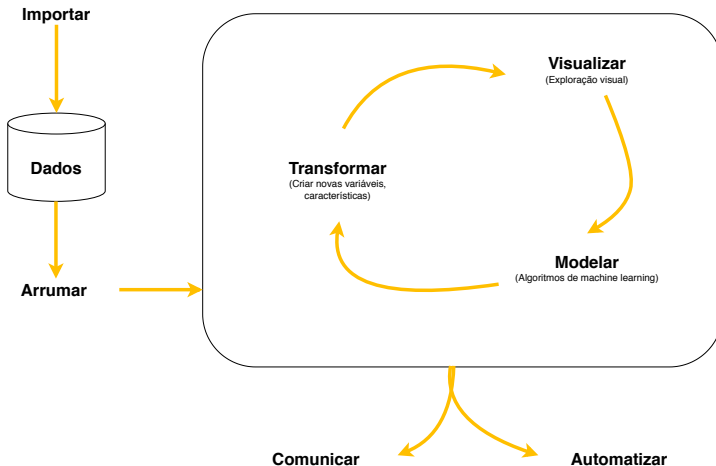 Importar
Dados
Arrumar
Visualizar
(Exploração visual)
Transformar
(Criar novas variáveis,
características)
Modelar
(Algoritmos de machine learning)
Comunicar
Automatizar